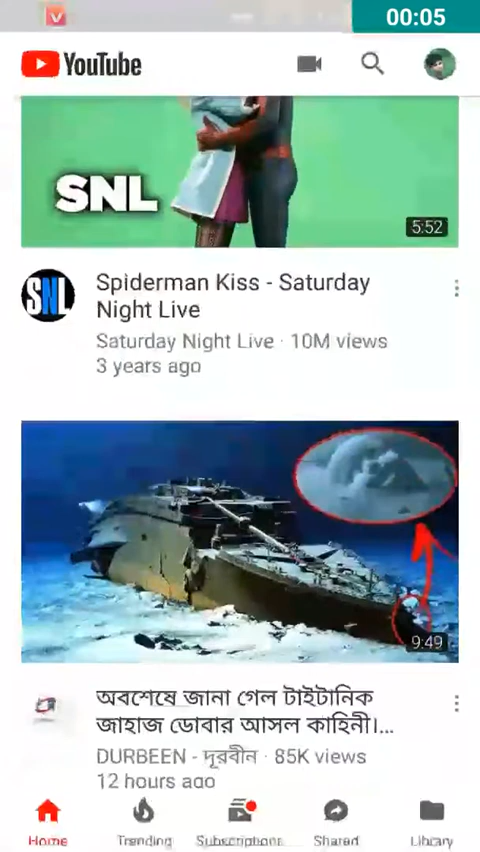 00:05
YouTube
SNL
5:52
SNL
Spiderman Kiss - Saturday
Night Live
Saturday Night Live · 10M views
3 years ago
9:49
অবশেষে জানা গেল টাইটানিক
জাহাজ ডোবার আসল কাহিনী।...
DURBEEN - দূরবীন · 85K views
12 hours ago
Home Trending Subscriptions Shared Library